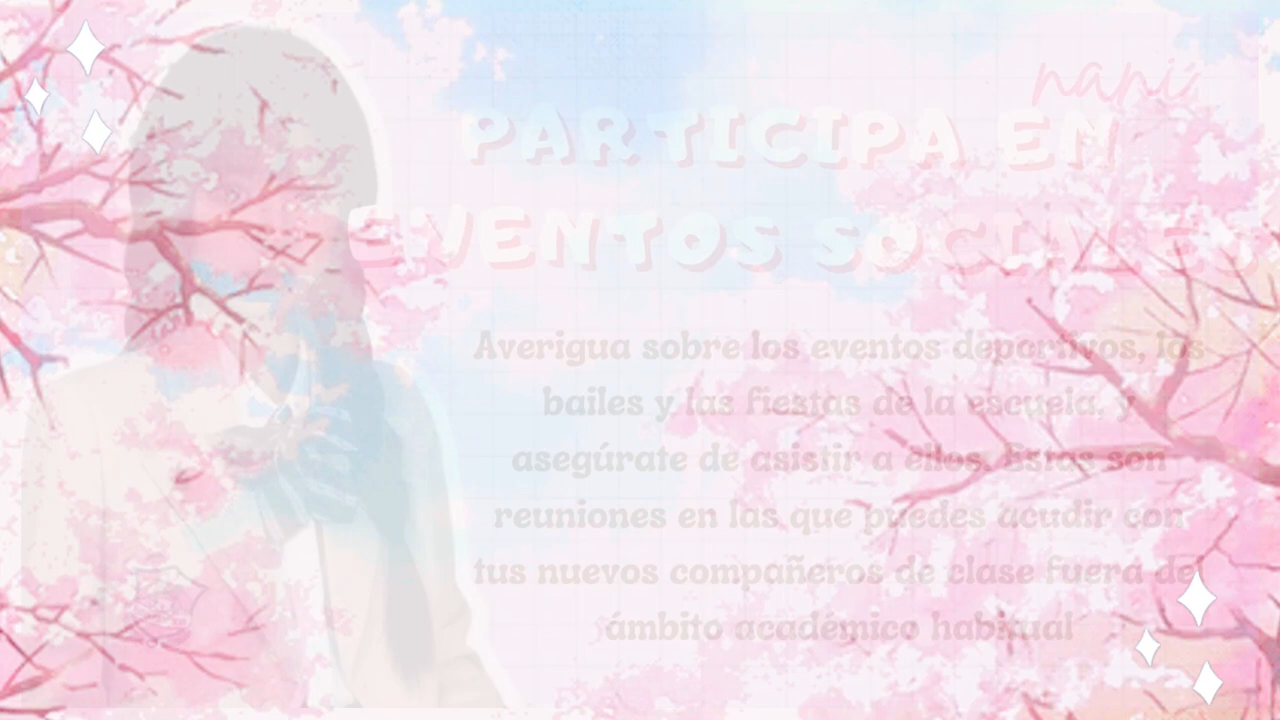 nani
PARTICIPA EN
EVENTOS SOCIALES
Averigua sobre los eventos deportivos, los
bailes y las fiestas de la escuela, y
asegúrate de asistir a ellos. Estas son
reuniones en las que puedes acudir con
tus nuevos compañeros de clase fuera de
ámbito académico habitual